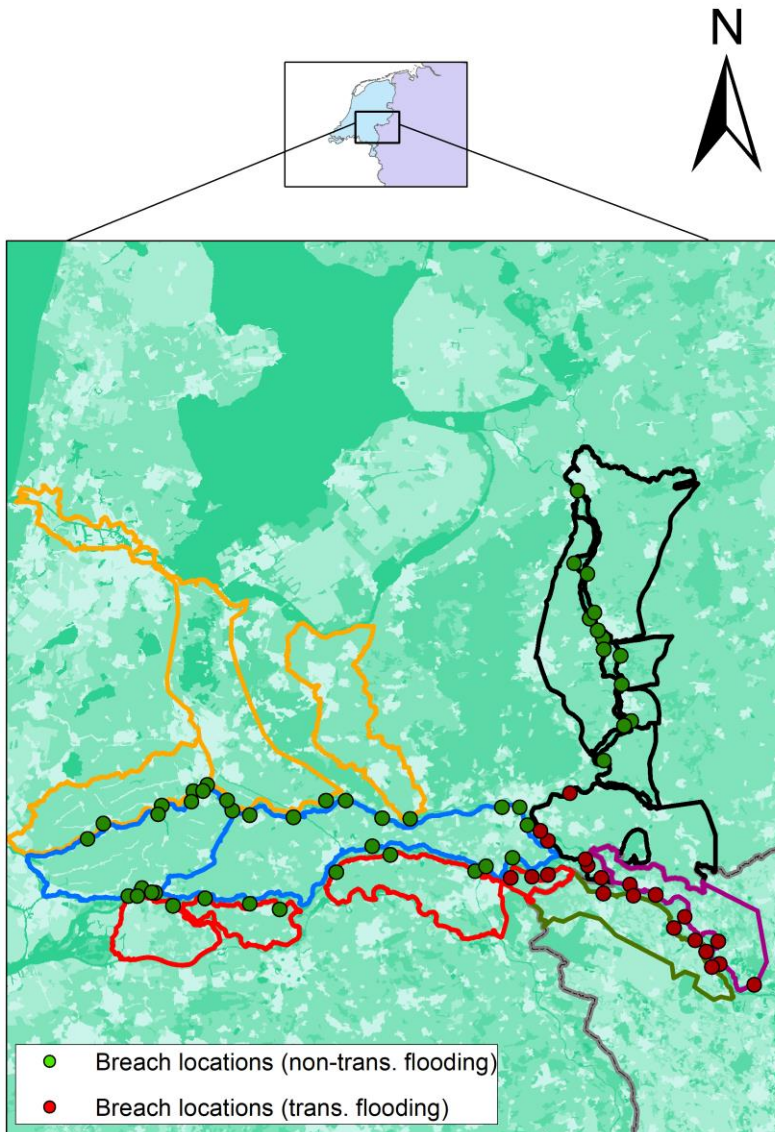 N
Breach locations (non-trans. flooding)
Breach locations (trans. flooding)